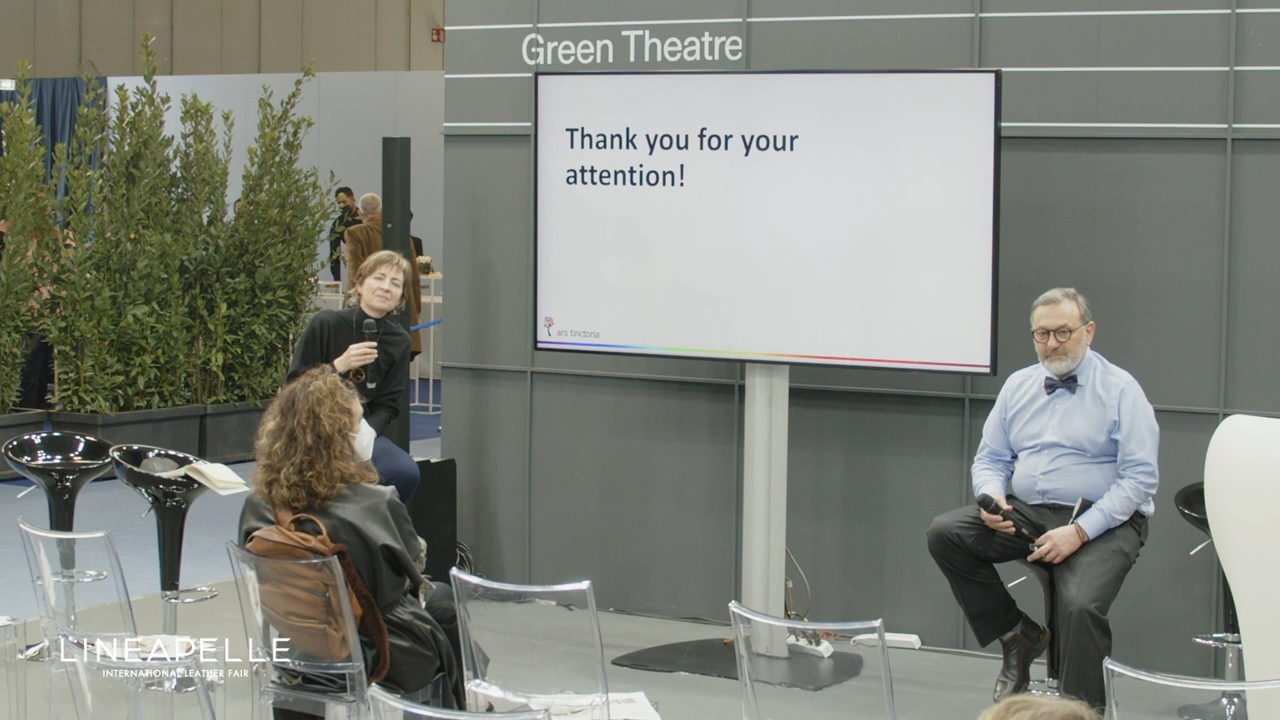 Green Theatre
Thank you for your
attention!
ars tinctoria
LINEAPELLE
INTERNATIONAL LEATHER FAIR